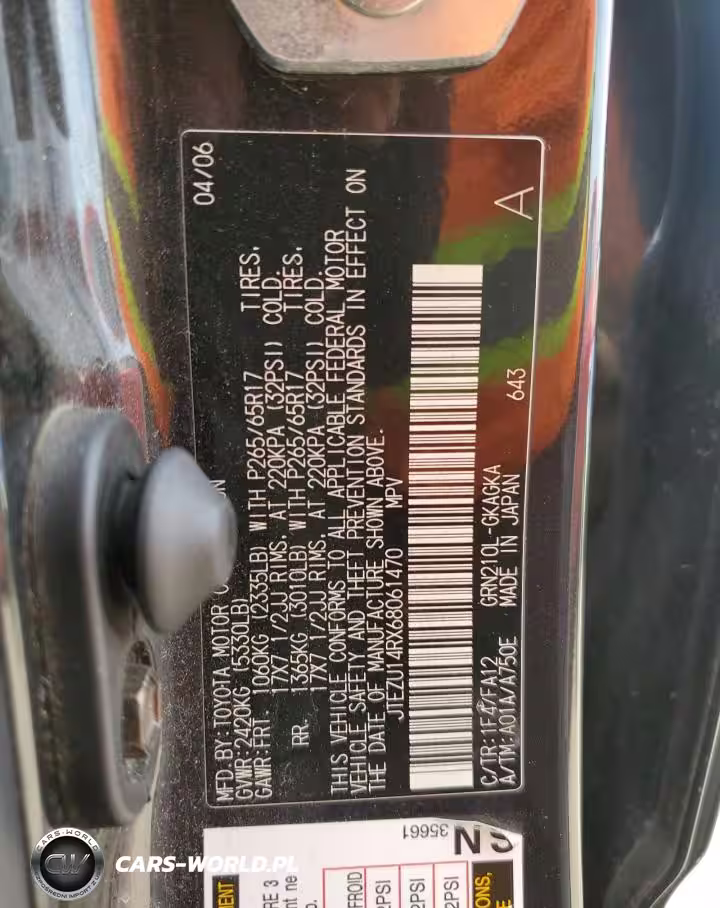 MFD.BY:TOYOTA MOTOR 04/06
GVWR:2420KG (5330LB)
GAWR:FRT. 1060KG (2335LB) WITH P265/65R17 TIRES,
17X7 1/2JJ RIMS, AT 220KPA (32PSI) COLD.
RR. 1365KG (3010LB) WITH P265/65R17 TIRES,
17X7 1/2JJ RIMS, AT 220KPA (32PSI) COLD.
THIS VEHICLE CONFORMS TO ALL APPLICABLE FEDERAL MOTOR
VEHICLE SAFETY AND THEFT PREVENTION STANDARDS IN EFFECT ON
THE DATE OF MANUFACTURE SHOWN ABOVE.
JTEZU14RX68061470 MPV
A
C/TR:1F4/FA12 GRN210L-GKAGKA
A/TM:A01A/A750E MADE IN JAPAN 643
35661
CARS-WORLD
CW
CARS-WORLD.PL